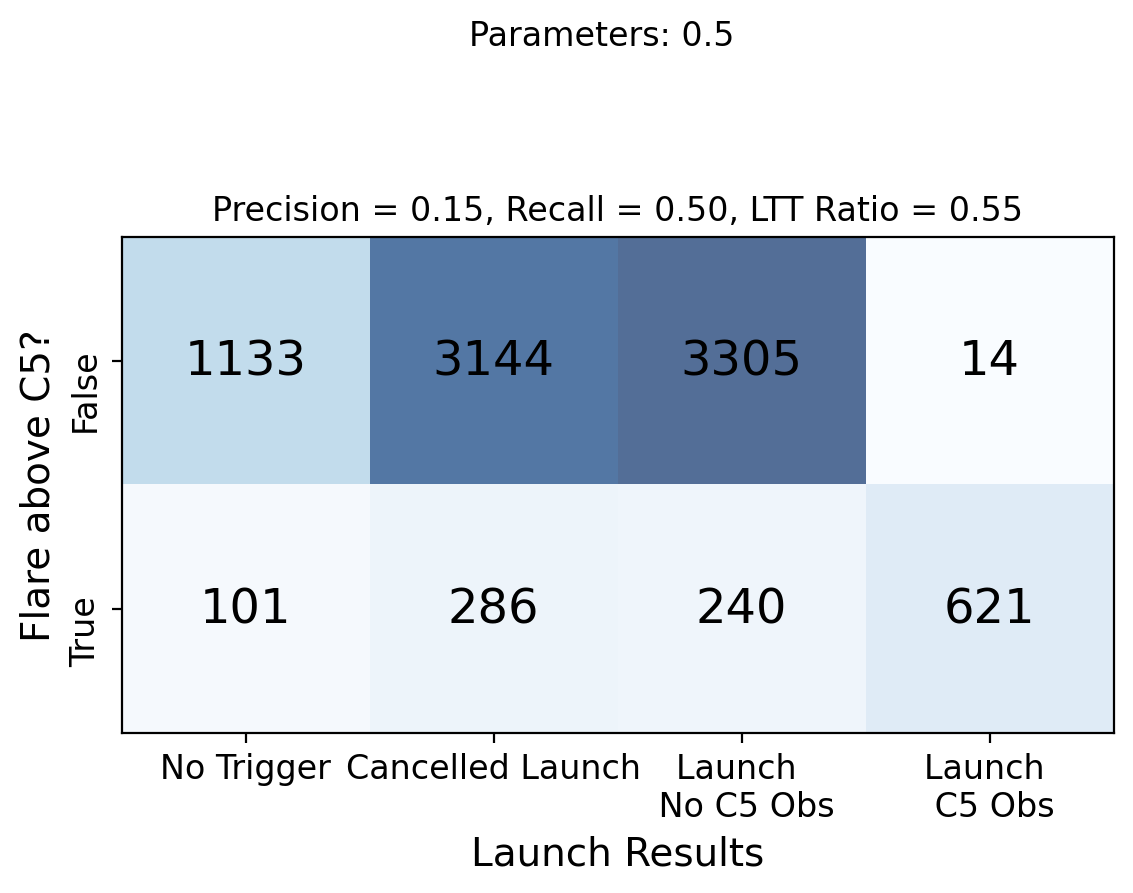 Parameters: 0.5
Precision = 0.15, Recall = 0.50, LTT Ratio = 0.55
Flare above C5?
False
1133 3144 3305 14
True
101 286 240 621
No Trigger Cancelled Launch Launch Launch
No C5 Obs C5 Obs
Launch Results